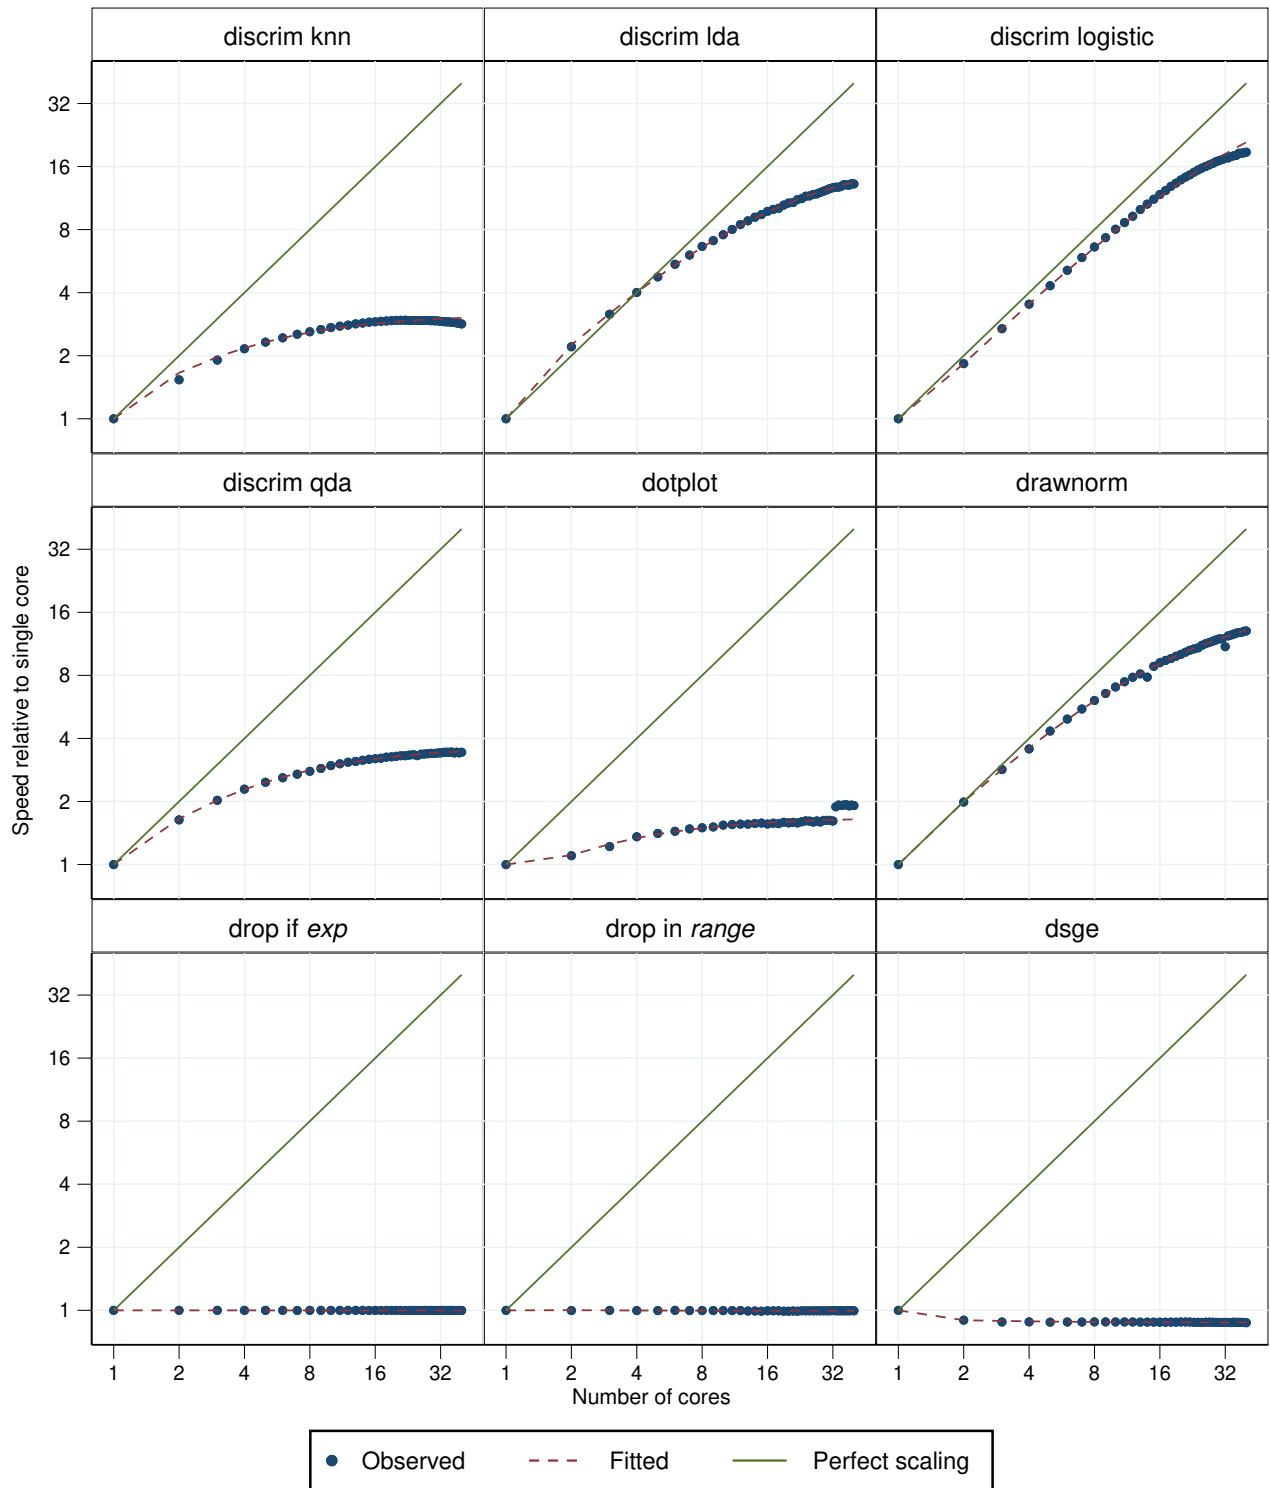 discrim knn
discrim lda
discrim logistic
32
16
8
4
2
1
discrim qda
dotplot
drawnorm
Speed relative to single core
32
16
8
4
2
1
drop if exp
drop in range
dsge
32
16
8
4
2
1
1 2 4 8 16 32
1 2 4 8 16 32
1 2 4 8 16 32
Number of cores
Observed
Fitted
Perfect scaling